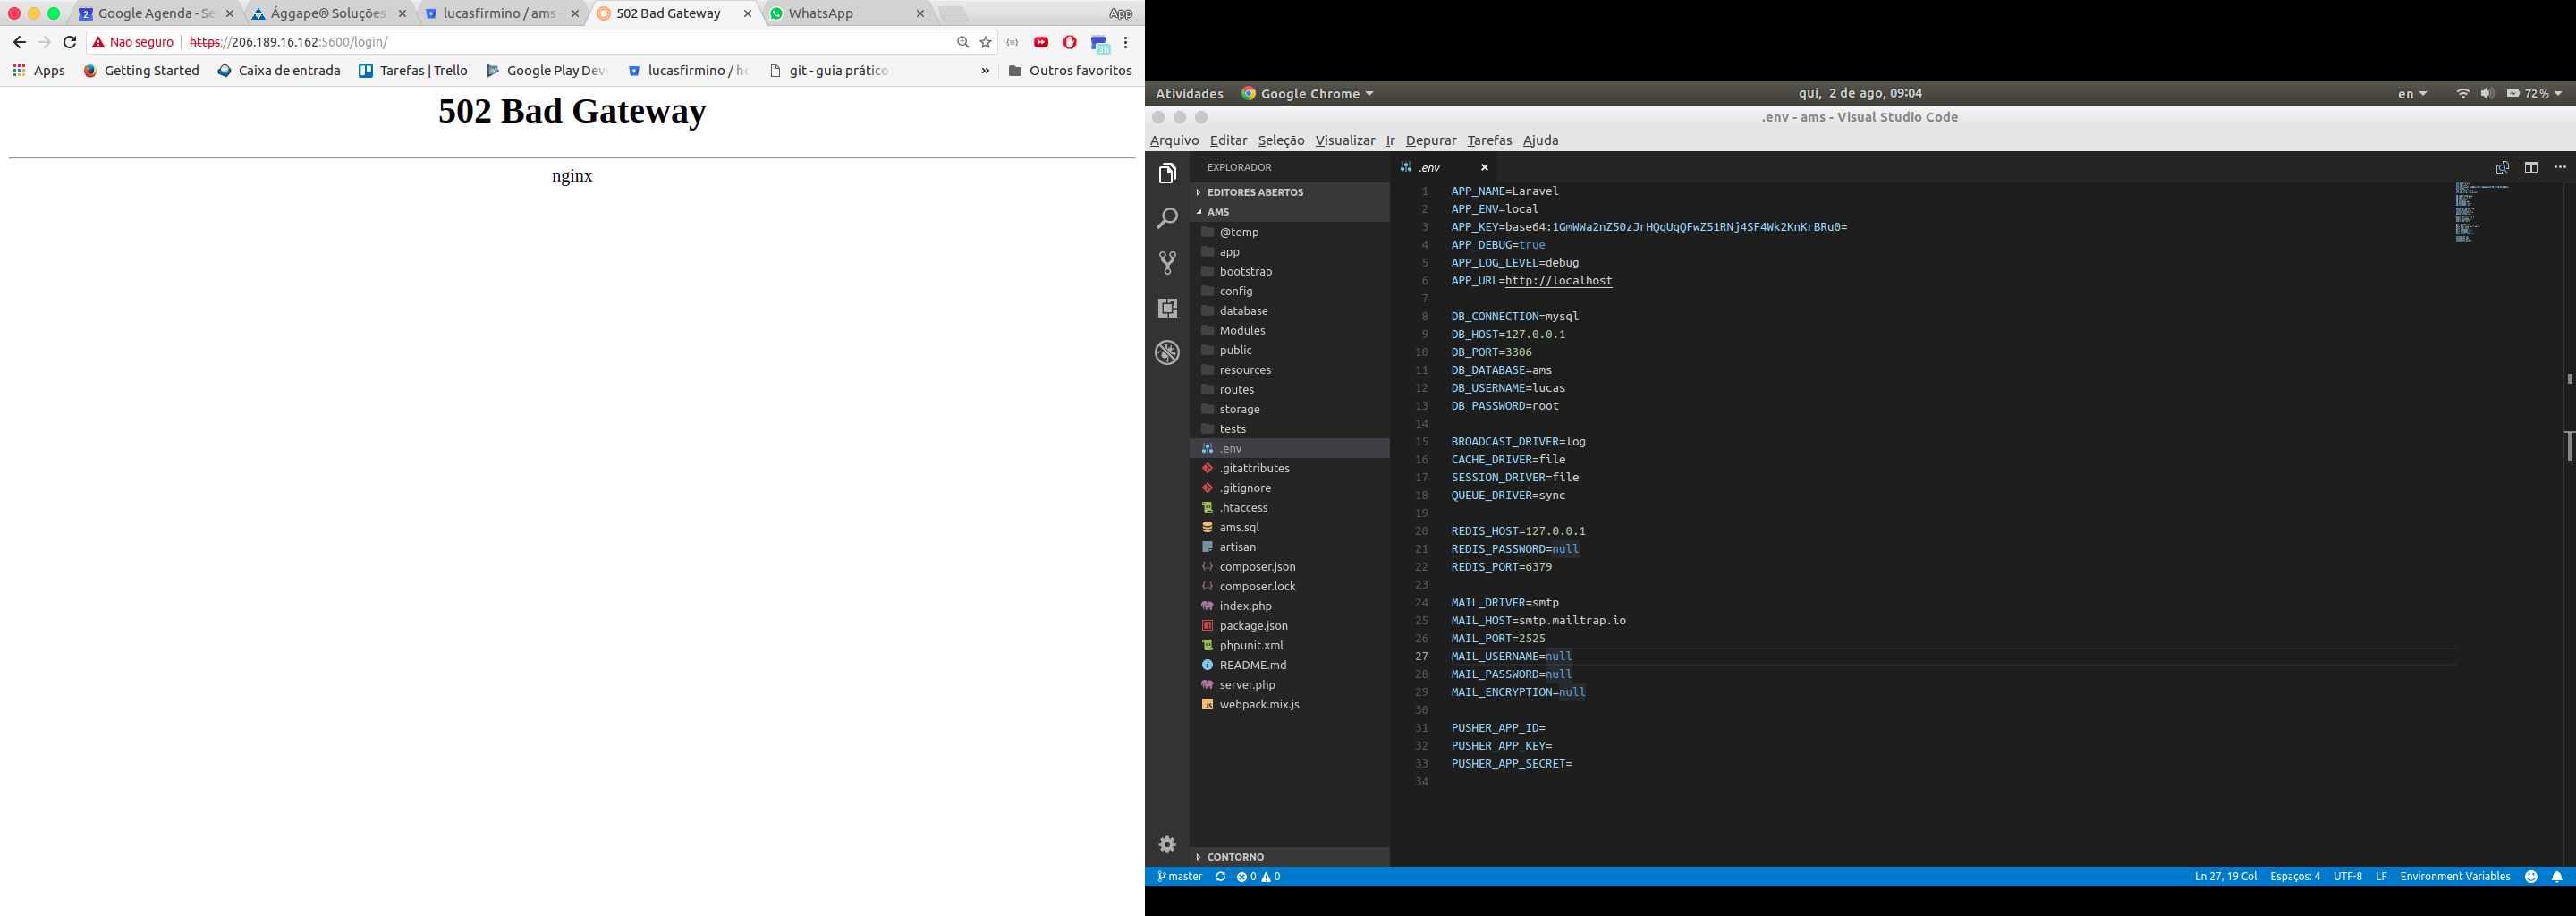 Google Agenda - Se
Ággape® Soluções
lucasfirmino / ams
502 Bad Gateway
WhatsApp
App
Não seguro
https://206.189.16.162:5600/login/
3h
Apps
Getting Started
Caixa de entrada
Tarefas | Trello
Google Play Dev
lucasfirmino / ho
git - guia prático
»
Outros favoritos
502 Bad Gateway
nginx
Atividades
Google Chrome
qui, 2 de ago, 09:04
en
72 %
.env - ams - Visual Studio Code
Arquivo Editar Seleção Visualizar Ir Depurar Tarefas Ajuda
EXPLORADOR
EDITORES ABERTOS
AMS
@temp
app
bootstrap
config
database
Modules
public
resources
routes
storage
tests
.env
.gitattributes
.gitignore
.htaccess
ams.sql
artisan
composer.json
composer.lock
index.php
package.json
phpunit.xml
README.md
server.php
webpack.mix.js
CONTORNO
.env
1 APP_NAME=Laravel
2 APP_ENV=local
3 APP_KEY=base64:1GmWWa2nZ50zJrHQqUqQFwZ51RNj4SF4Wk2KnKrBRu0=
4 APP_DEBUG=true
5 APP_LOG_LEVEL=debug
6 APP_URL=http://localhost
7
8 DB_CONNECTION=mysql
9 DB_HOST=127.0.0.1
10 DB_PORT=3306
11 DB_DATABASE=ams
12 DB_USERNAME=lucas
13 DB_PASSWORD=root
14
15 BROADCAST_DRIVER=log
16 CACHE_DRIVER=file
17 SESSION_DRIVER=file
18 QUEUE_DRIVER=sync
19
20 REDIS_HOST=127.0.0.1
21 REDIS_PASSWORD=null
22 REDIS_PORT=6379
23
24 MAIL_DRIVER=smtp
25 MAIL_HOST=smtp.mailtrap.io
26 MAIL_PORT=2525
27 MAIL_USERNAME=null
28 MAIL_PASSWORD=null
29 MAIL_ENCRYPTION=null
30
31 PUSHER_APP_ID=
32 PUSHER_APP_KEY=
33 PUSHER_APP_SECRET=
34
master 0 0
Ln 27, 19 Col Espaços: 4 UTF-8 LF Environment Variables